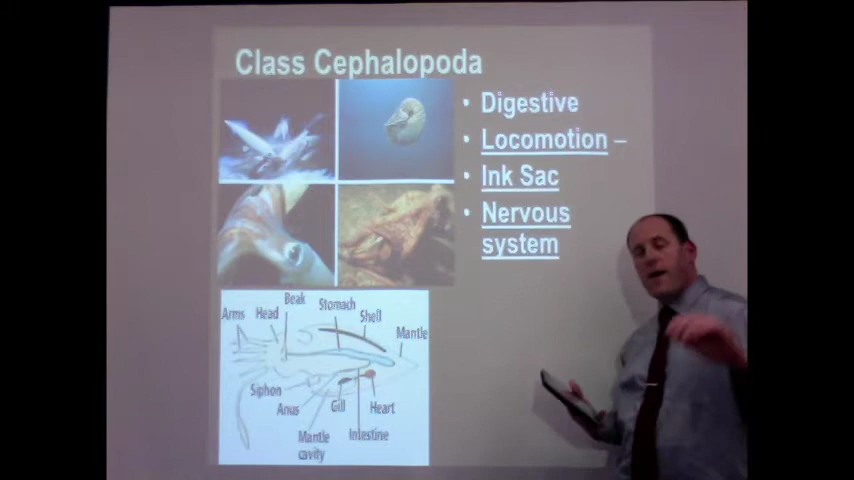 Class Cephalopoda
• Digestive
• Locomotion –
• Ink Sac
• Nervous
system
Arms
Head
Beak
Stomach
Shell
Mantle
Siphon
Anus
Gill
Heart
Mantle
cavity
Intestine